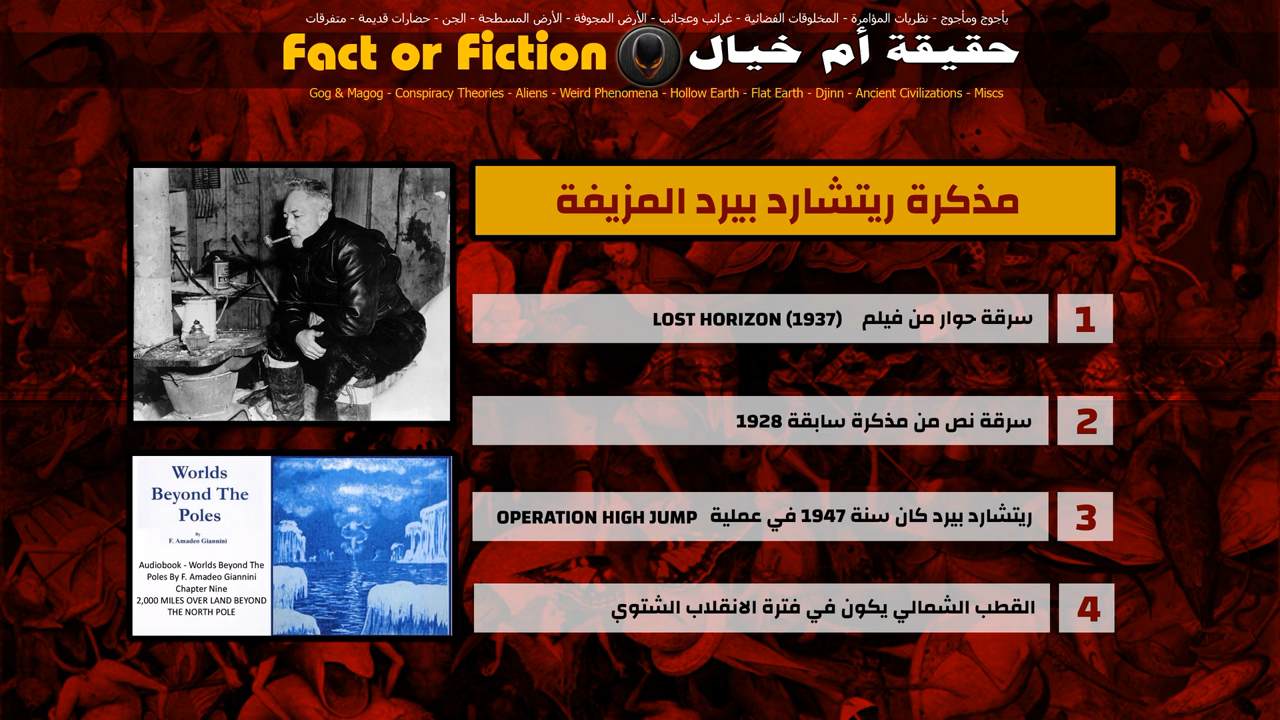 يأجوج ومأجوج - نظريات المؤامرة - المخلوقات الفضائية - غرائب وعجائب - الأرض المجوفة - الأرض المسطحة - الجن - حضارات قديمة - متفرقات
Fact or Fiction حقيقة أم خيال
Gog & Magog - Conspiracy Theories - Aliens - Weird Phenomena - Hollow Earth - Flat Earth - Djinn - Ancient Civilizations - Miscs
مذكرة ريتشارد بيرد المزيفة
1 سرقة حوار من فيلم LOST HORIZON (1937)
2 سرقة نص من مذكرة سابقة 1928
3 ريتشارد بيرد كان سنة 1947 في عملية OPERATION HIGH JUMP
4 القطب الشمالي يكون في فترة الانقلاب الشتوي
Worlds
Beyond The
Poles
By
F. Amadeo Giannini
Audiobook - Worlds Beyond The
Poles By F. Amadeo Giannini
Chapter Nine
2,000 MILES OVER LAND BEYOND
THE NORTH POLE